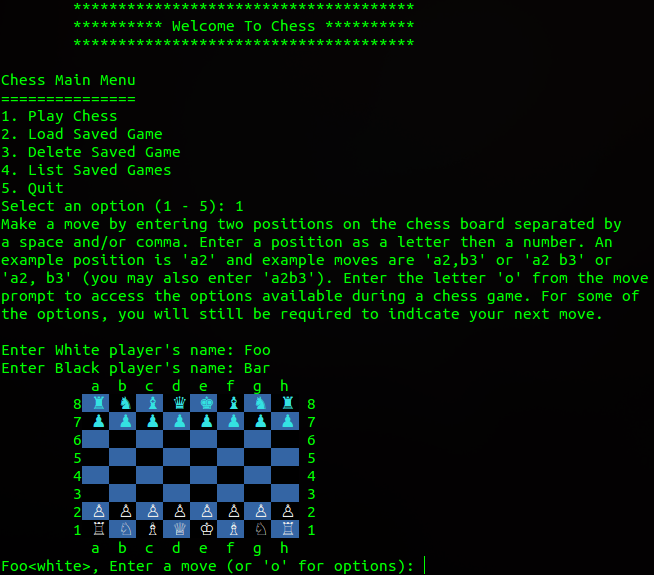 **************************************
********** Welcome To Chess **********
**************************************
Chess Main Menu
===============
1. Play Chess
2. Load Saved Game
3. Delete Saved Game
4. List Saved Games
5. Quit
Select an option (1 - 5): 1
Make a move by entering two positions on the chess board separated by
a space and/or comma. Enter a position as a letter then a number. An
example position is 'a2' and example moves are 'a2,b3' or 'a2 b3' or
'a2, b3' (you may also enter 'a2b3'). Enter the letter 'o' from the move
prompt to access the options available during a chess game. For some of
the options, you will still be required to indicate your next move.
Enter White player's name: Foo
Enter Black player's name: Bar
a b c d e f g h
8 ♜ ♞ ♝ ♛ ♚ ♝ ♞ ♜ 8
7 ♟ ♟ ♟ ♟ ♟ ♟ ♟ ♟ 7
6 6
5 5
4 4
3 3
2 ♙ ♙ ♙ ♙ ♙ ♙ ♙ ♙ 2
1 ♖ ♘ ♗ ♕ ♔ ♗ ♘ ♖ 1
a b c d e f g h
Foo<white>, Enter a move (or 'o' for options):